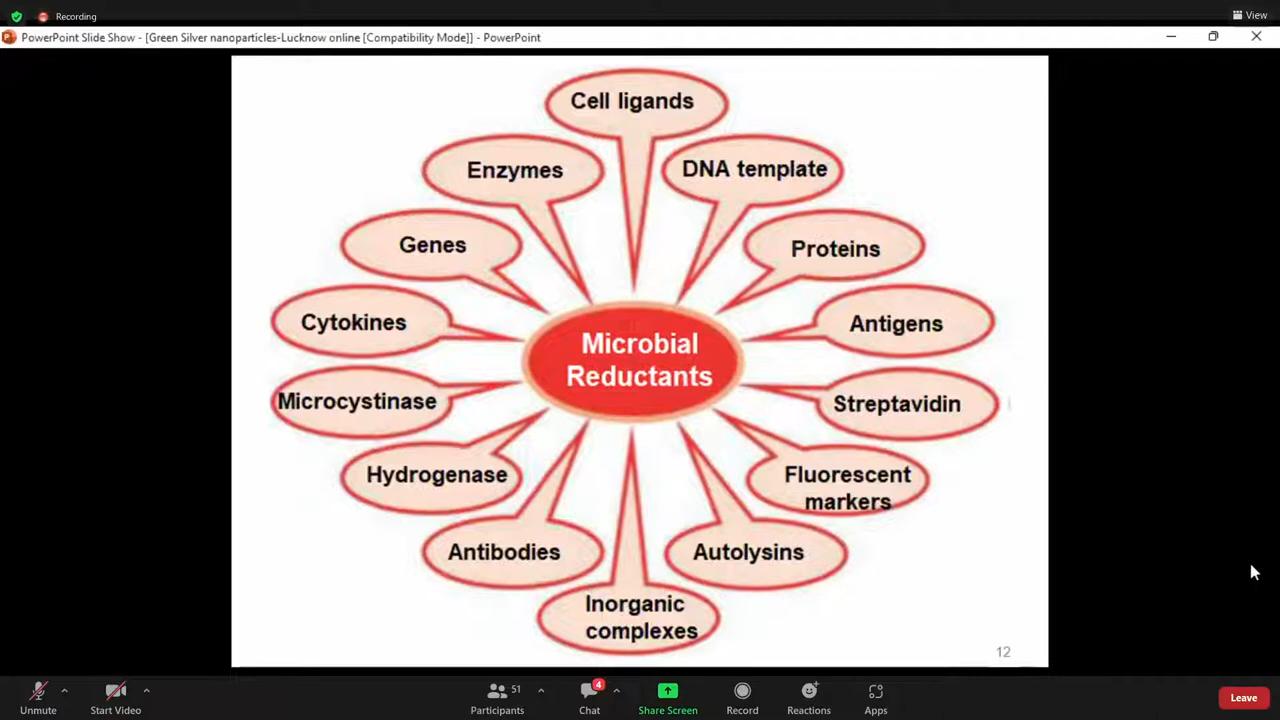 Recording
View
PowerPoint Slide Show - [Green Silver nanoparticles-Lucknow online [Compatibility Mode]] - PowerPoint
Cell ligands
Enzymes
DNA template
Genes
Proteins
Cytokines
Antigens
Microbial
Reductants
Microcystinase
Streptavidin
Hydrogenase
Fluorescent
markers
Antibodies
Autolysins
Inorganic
complexes
12
Unmute
Start Video
51
Participants
4
Chat
Share Screen
Record
Reactions
Apps
Leave